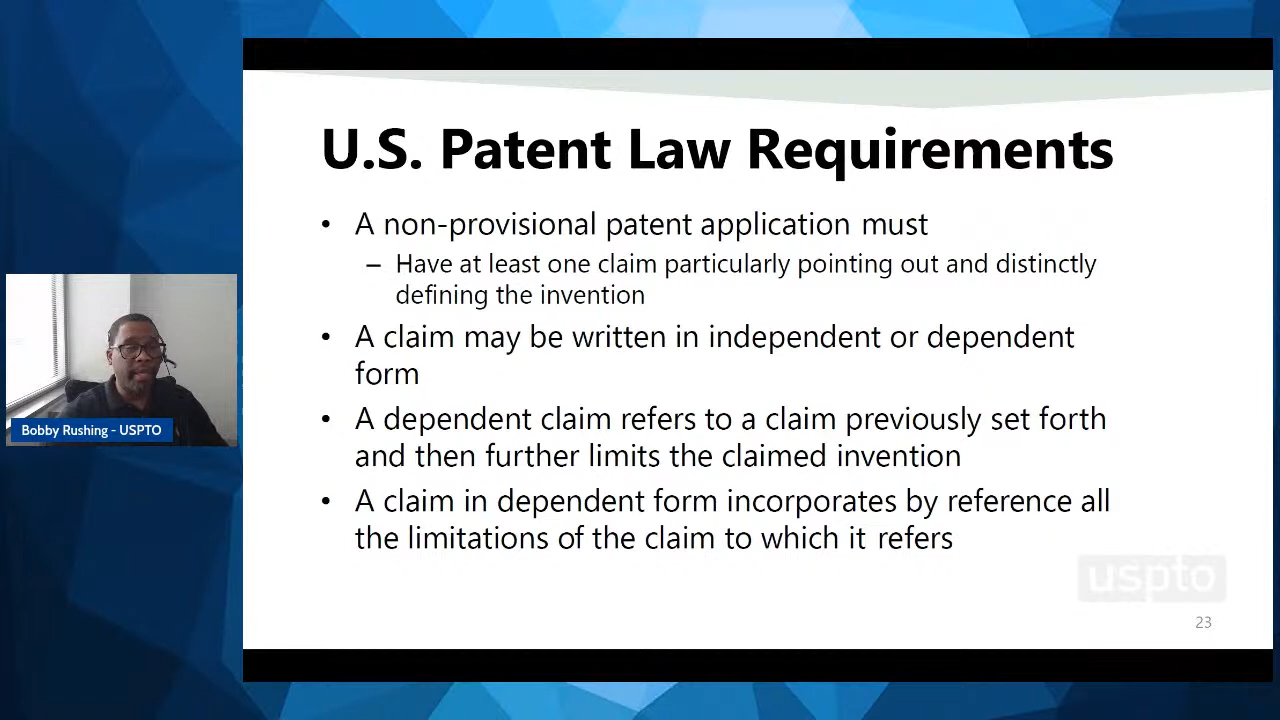 U.S. Patent Law Requirements
• A non-provisional patent application must
– Have at least one claim particularly pointing out and distinctly
defining the invention
• A claim may be written in independent or dependent
form
• A dependent claim refers to a claim previously set forth
and then further limits the claimed invention
• A claim in dependent form incorporates by reference all
the limitations of the claim to which it refers
Bobby Rushing - USPTO
uspto
23